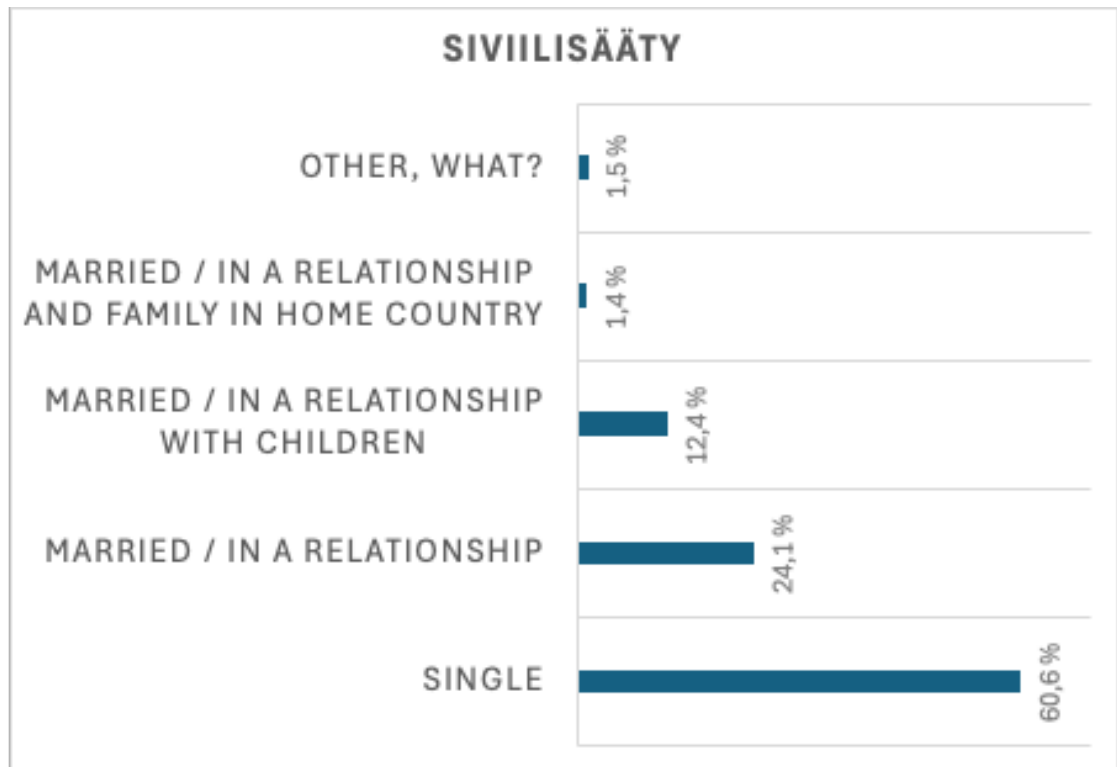 SIVIILISÄÄTY
OTHER, WHAT?
1,5 %
MARRIED / IN A RELATIONSHIP
AND FAMILY IN HOME COUNTRY
1,4 %
MARRIED / IN A RELATIONSHIP
WITH CHILDREN
12,4 %
MARRIED / IN A RELATIONSHIP
24,1 %
SINGLE
60,6 %